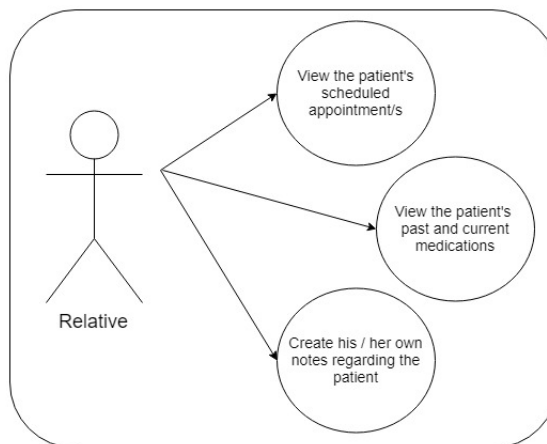 View the patient's
scheduled
appointment/s
View the patient's
past and current
medications
Relative
Create his / her own
notes regarding the
patient